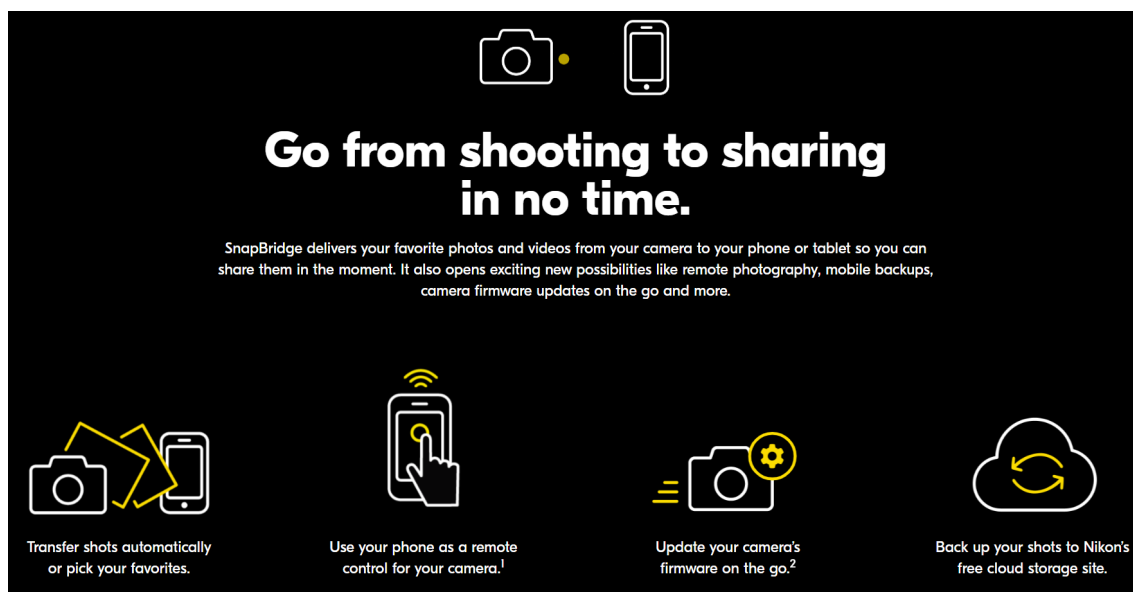 Go from shooting to sharing
in no time.
SnapBridge delivers your favorite photos and videos from your camera to your phone or tablet so you can
share them in the moment. It also opens exciting new possibilities like remote photography, mobile backups,
camera firmware updates on the go and more.
Transfer shots automatically
or pick your favorites.
Use your phone as a remote
control for your camera.¹
Update your camera's
firmware on the go.²
Back up your shots to Nikon's
free cloud storage site.